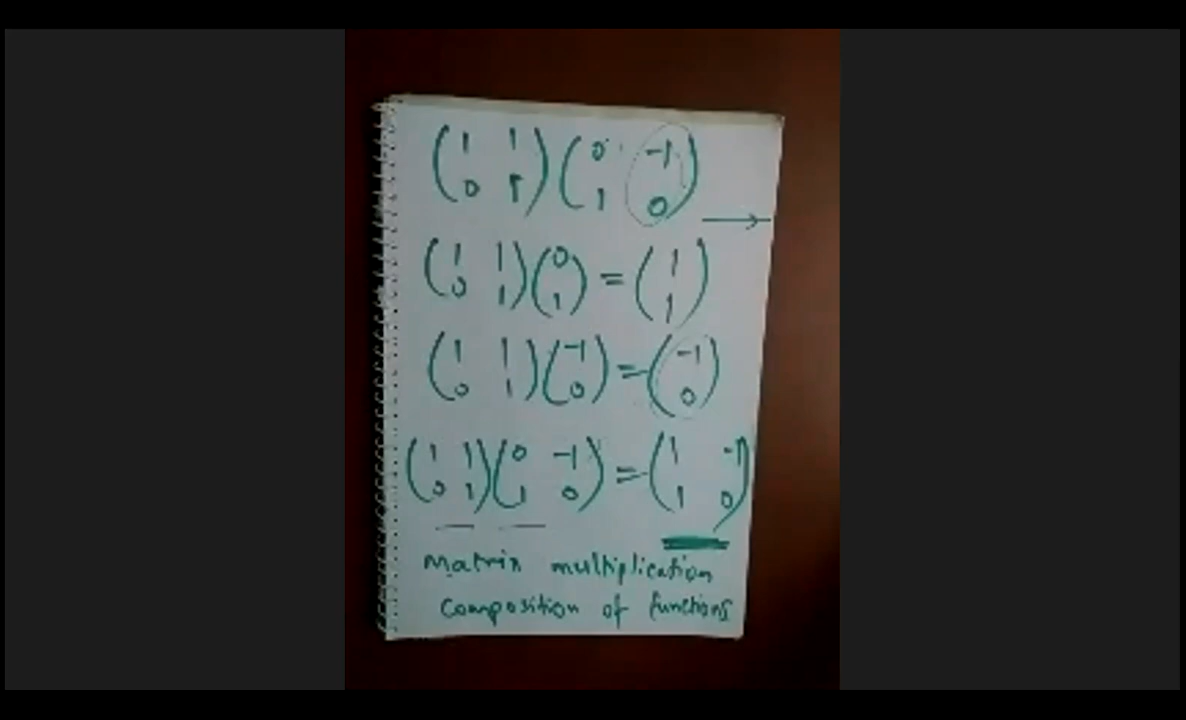 (1 1 0 1) (0 -1 1 0) →
(1 1 0 1) (0 1) = (1 1)
(1 1 0 1) (-1 0) = (-1 0)
(1 1 0 1) (0 -1 1 0) = (1 -1 1 0)
Matrix multiplication
Composition of functions